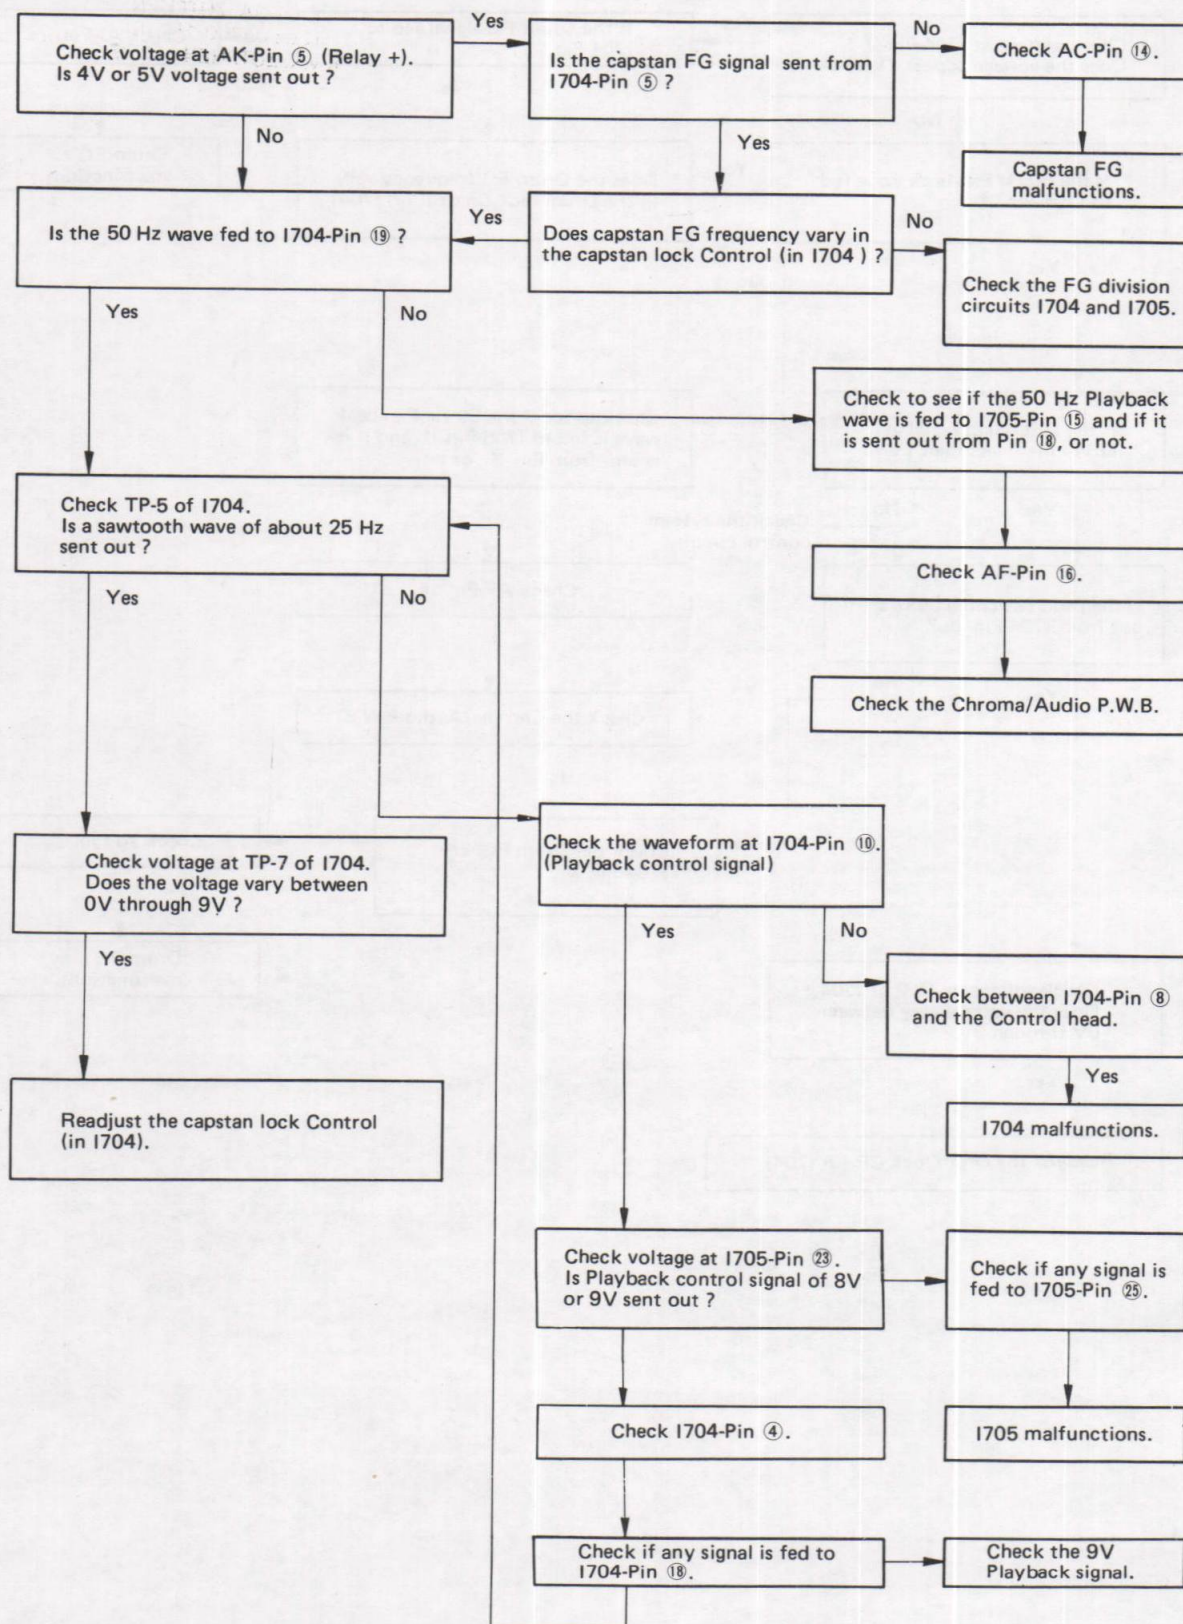 Check voltage at AK-Pin ⑤ (Relay +).
Is 4V or 5V voltage sent out ?
Yes
Is the capstan FG signal sent from
I704-Pin ⑤ ?
No
Check AC-Pin ⑭.
No
Yes
Capstan FG
malfunctions.
Is the 50 Hz wave fed to I704-Pin ⑲ ?
Yes
Does capstan FG frequency vary in
the capstan lock Control (in I704 ) ?
No
Check the FG division
circuits I704 and I705.
Yes
No
Check to see if the 50 Hz Playback
wave is fed to I705-Pin ⑮ and if it
is sent out from Pin ⑱, or not.
Check TP-5 of I704.
Is a sawtooth wave of about 25 Hz
sent out ?
Check AF-Pin ⑯.
Yes
No
Check the Chroma/Audio P.W.B.
Check voltage at TP-7 of I704.
Does the voltage vary between
0V through 9V ?
Check the waveform at I704-Pin ⑩.
(Playback control signal)
Yes
Yes
No
Check between I704-Pin ⑧
and the Control head.
Yes
Readjust the capstan lock Control
(in I704).
I704 malfunctions.
Check voltage at I705-Pin ㉓.
Is Playback control signal of 8V
or 9V sent out ?
Check if any signal is
fed to I705-Pin ㉕.
Check I704-Pin ④.
I705 malfunctions.
Check if any signal is fed to
I704-Pin ⑱.
Check the 9V
Playback signal.